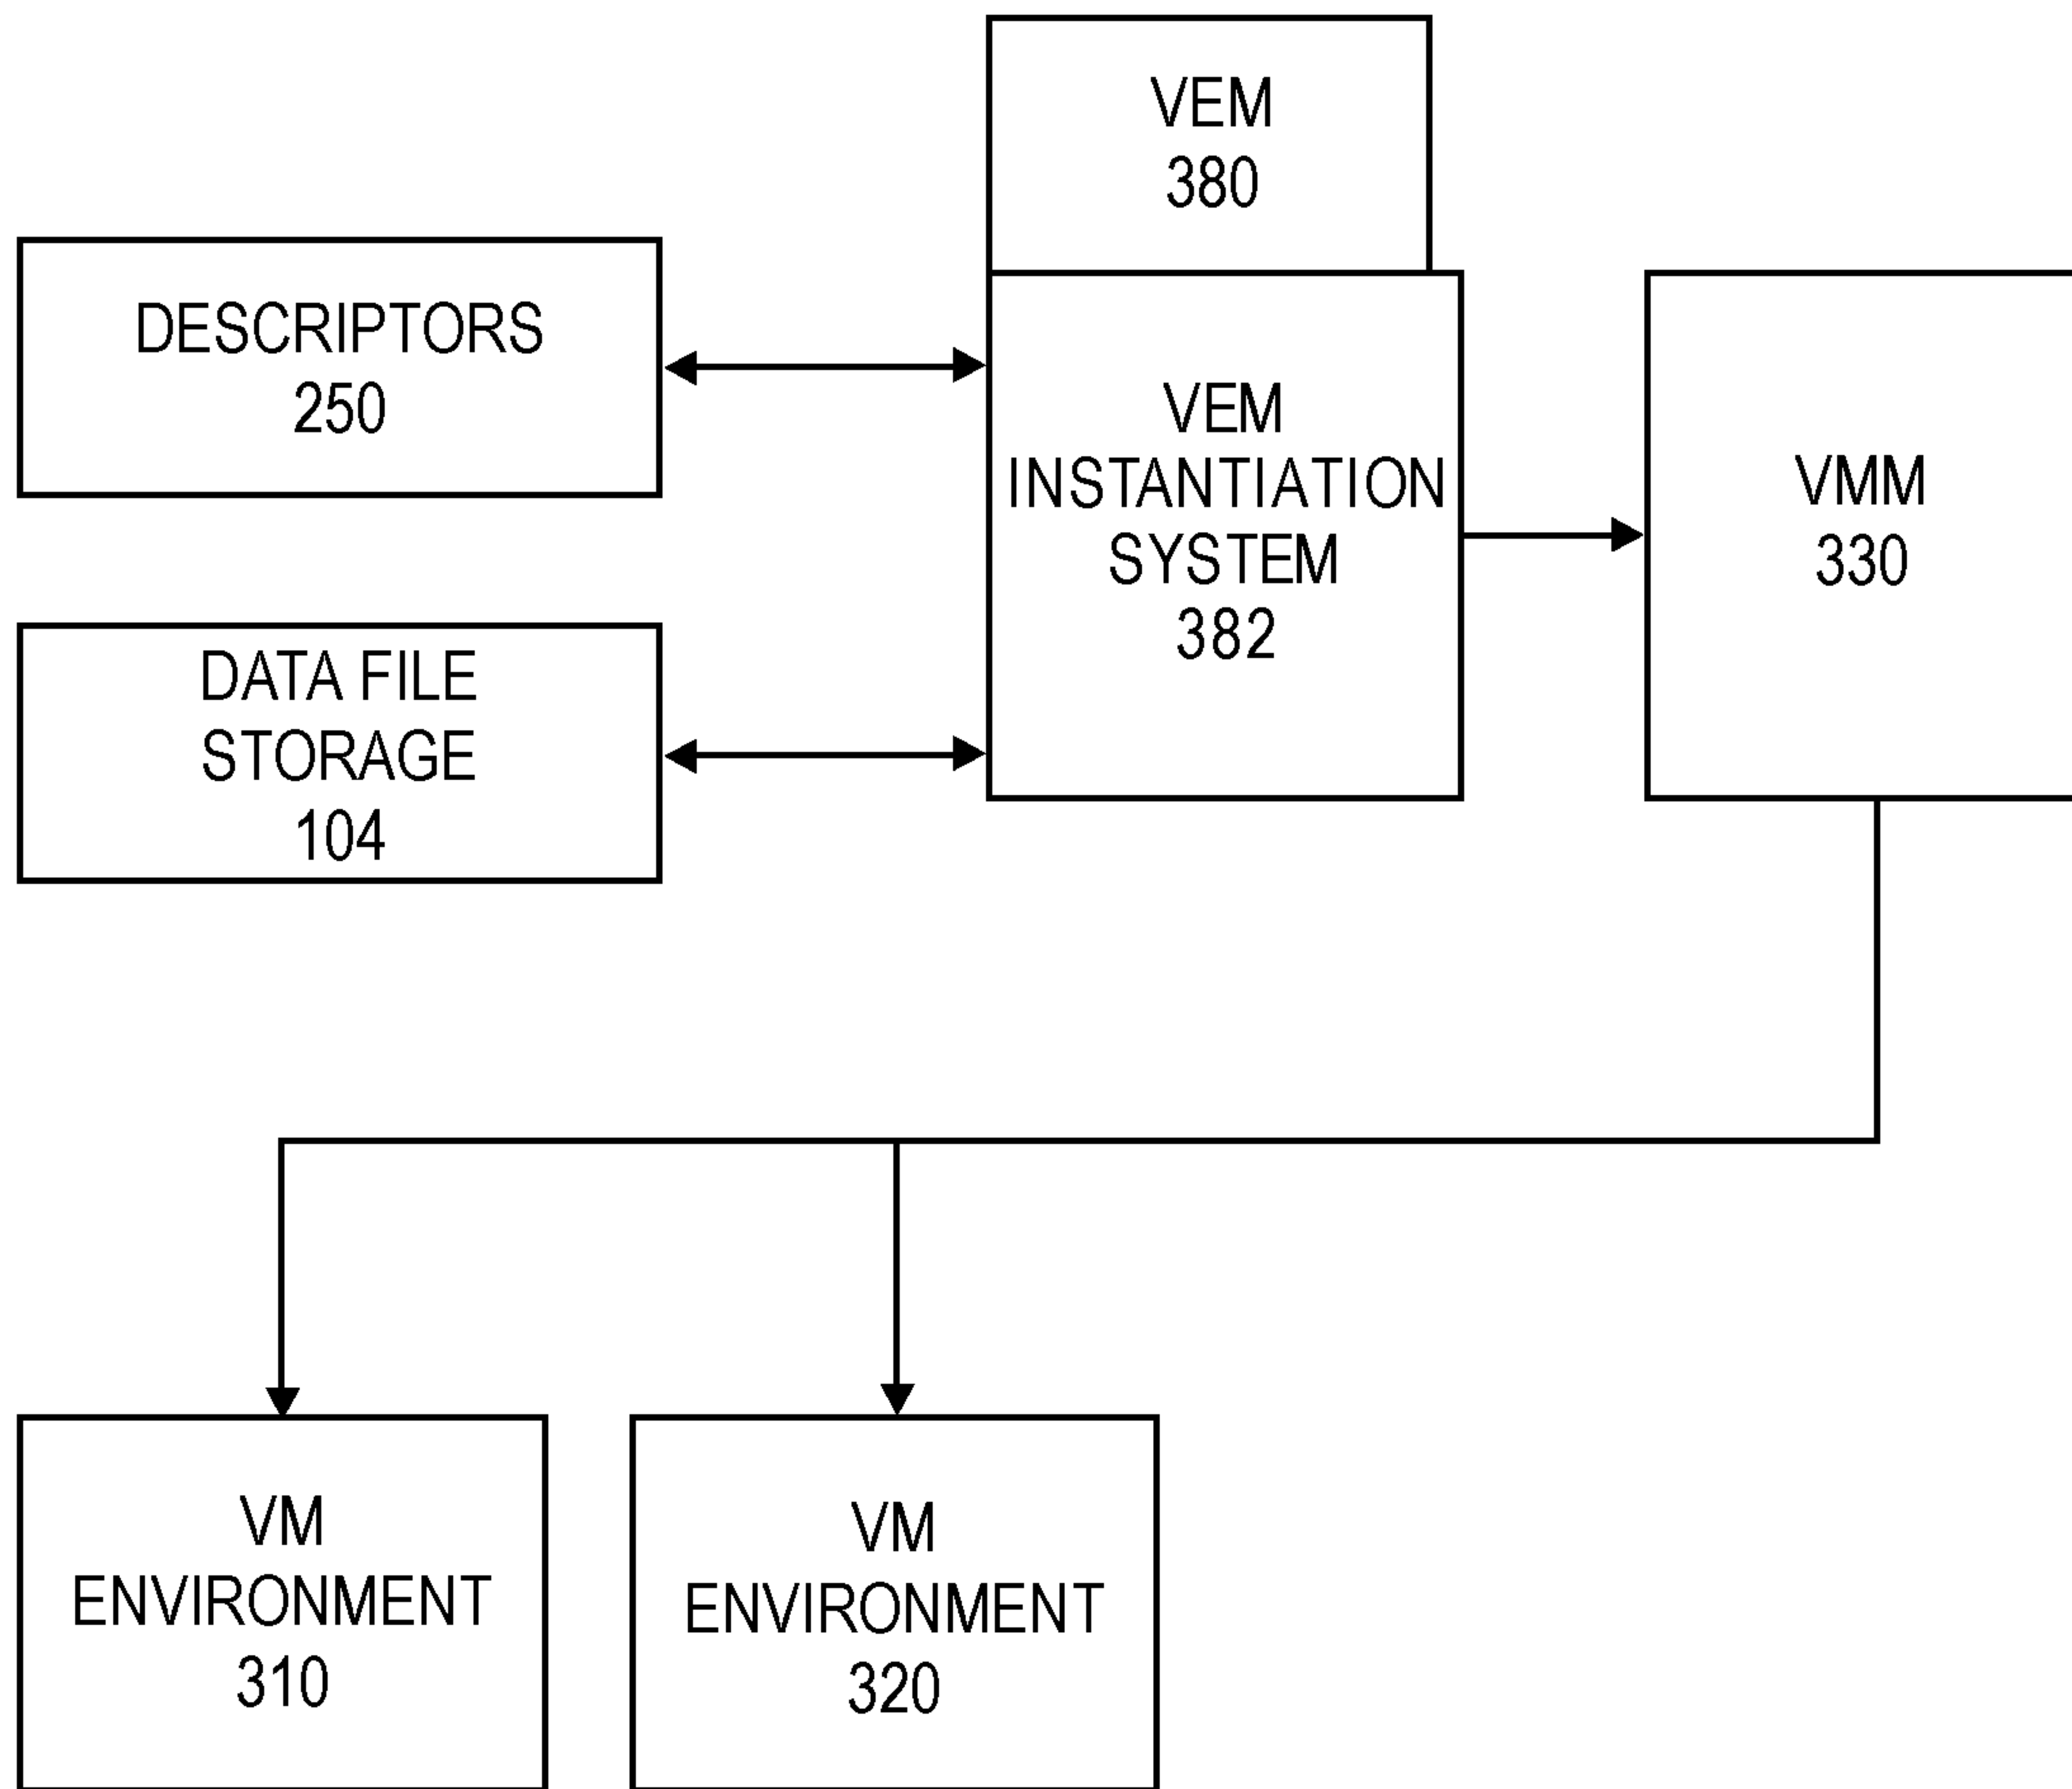 VEM
380
DESCRIPTORS
250
VEM
INSTANTIATION
SYSTEM
382
VMM
330
DATA FILE
STORAGE
104
VM
ENVIRONMENT
310
VM
ENVIRONMENT
320